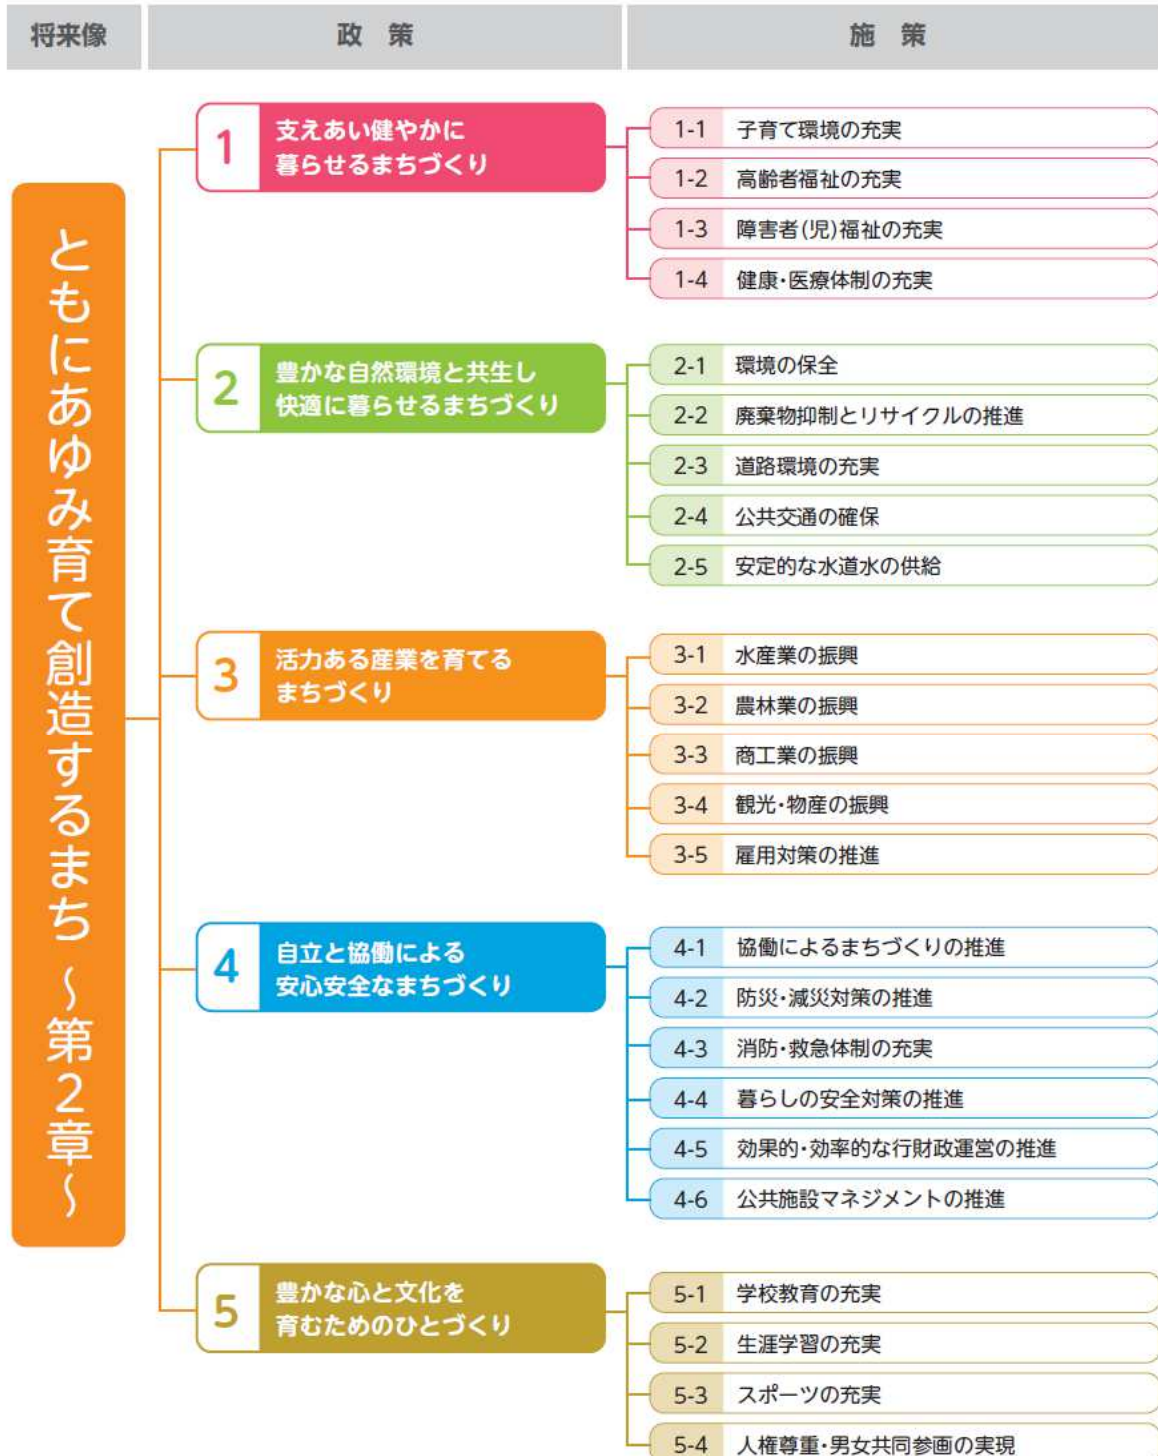 将来像
政 策
施 策
ともにあゆみ育て創造するまち ~第2章~
1
支えあい健やかに
暮らせるまちづくり
1-1 子育て環境の充実
1-2 高齢者福祉の充実
1-3 障害者(児)福祉の充実
1-4 健康・医療体制の充実
2
豊かな自然環境と共生し
快適に暮らせるまちづくり
2-1 環境の保全
2-2 廃棄物抑制とリサイクルの推進
2-3 道路環境の充実
2-4 公共交通の確保
2-5 安定的な水道水の供給
3
活力ある産業を育てる
まちづくり
3-1 水産業の振興
3-2 農林業の振興
3-3 商工業の振興
3-4 観光・物産の振興
3-5 雇用対策の推進
4
自立と協働による
安心安全なまちづくり
4-1 協働によるまちづくりの推進
4-2 防災・減災対策の推進
4-3 消防・救急体制の充実
4-4 暮らしの安全対策の推進
4-5 効果的・効率的な行財政運営の推進
4-6 公共施設マネジメントの推進
5
豊かな心と文化を
育むためのひとづくり
5-1 学校教育の充実
5-2 生涯学習の充実
5-3 スポーツの充実
5-4 人権尊重・男女共同参画の実現